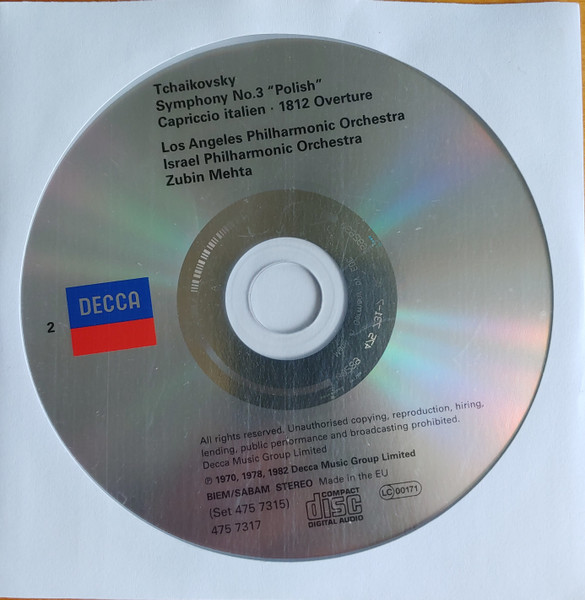 Tchaikovsky
Symphony No.3 "Polish"
Capriccio italien · 1812 Overture
Los Angeles Philharmonic Orchestra
Israel Philharmonic Orchestra
Zubin Mehta
DECCA
2
All rights reserved. Unauthorised copying, reproduction, hiring,
lending, public performance and broadcasting prohibited.
Decca Music Group Limited
℗ 1970, 1978, 1982 Decca Music Group Limited
BIEM/SABAM STEREO Made in the EU
(Set 475 7315)
475 7317
COMPACT
disc
DIGITAL AUDIO
LC 00171